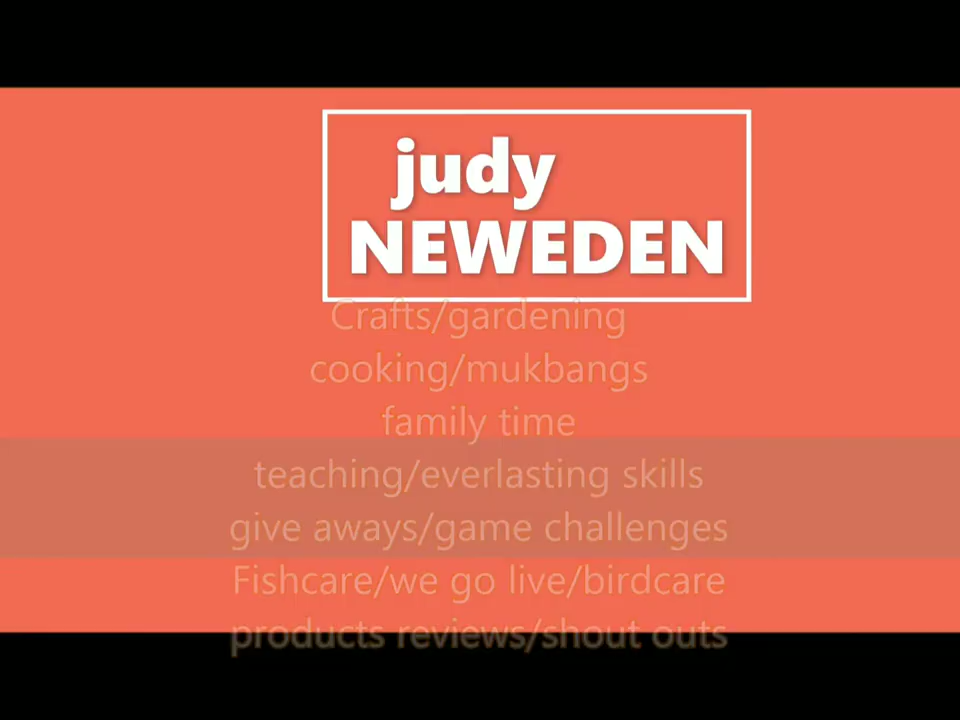 judy
NEWEDEN
Crafts/gardening
cooking/mukbangs
family time
teaching/everlasting skills
give aways/game challenges
Fishcare/we go live/birdcare
products reviews/shout outs